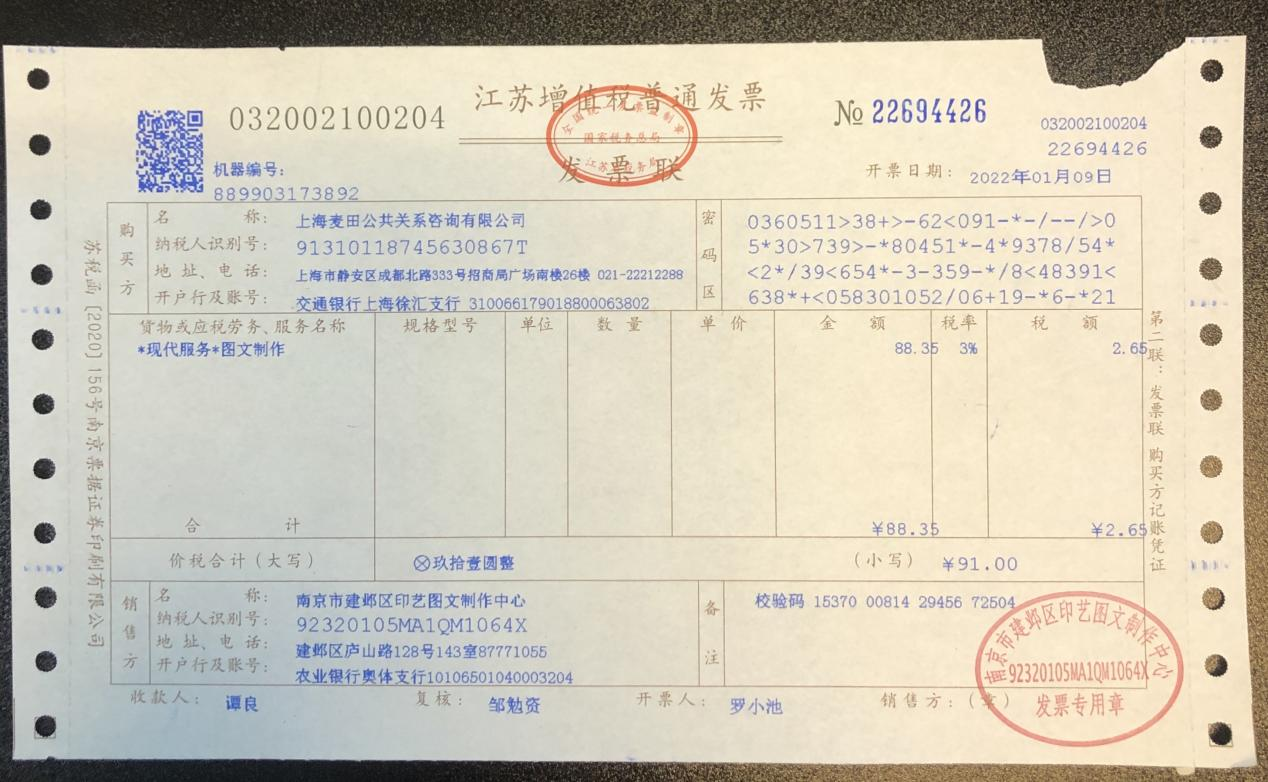 江苏增值税普通发票
032002100204
No 22694426
032002100204
22694426
国家税务总局
发票联
机器编号:
889903173892
开票日期: 2022年01月09日
购买方
名 称: 上海麦田公共关系咨询有限公司
纳税人识别号: 91310118745630867T
地址、电话: 上海市静安区成都北路333号招商局广场南楼26楼 021-22212288
开户行及账号: 交通银行上海徐汇支行 310066179018800063802
密码区
0360511>38+>-62<091-*-/--/>0
5*30>739>-*80451*-4*9378/54*
<2*/39<654*-3-359-*/8<48391<
638*+<058301052/06+19-*6-*21
货物或应税劳务、服务名称 规格型号 单位 数量 单价 金额 税率 税额
*现代服务*图文制作 88.35 3% 2.65
合计 ¥88.35 ¥2.65
价税合计(大写) ⊗玖拾壹圆整 (小写) ¥91.00
销售方
名 称: 南京市建邺区印艺图文制作中心
纳税人识别号: 92320105MA1QM1064X
地址、电话: 建邺区庐山路128号143室87771055
开户行及账号: 农业银行奥体支行10106501040003204
备注
校验码 15370 00814 29456 72504
收款人: 谭良 复核: 邹勉资 开票人: 罗小池 销售方:(章)
南京市建邺区印艺图文制作中心
92320105MA1QM1064X
发票专用章
苏税函[2020]156号南京票据证券印刷有限公司
第二联:发票联 购买方记账凭证